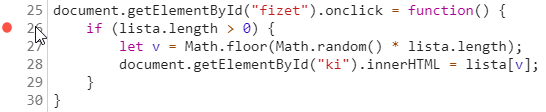 25 document.getElementById("fizet").onclick = function() {
26     if (lista.length > 0) {
27         let v = Math.floor(Math.random() * lista.length);
28         document.getElementById("ki").innerHTML = lista[v];
29     }
30 }